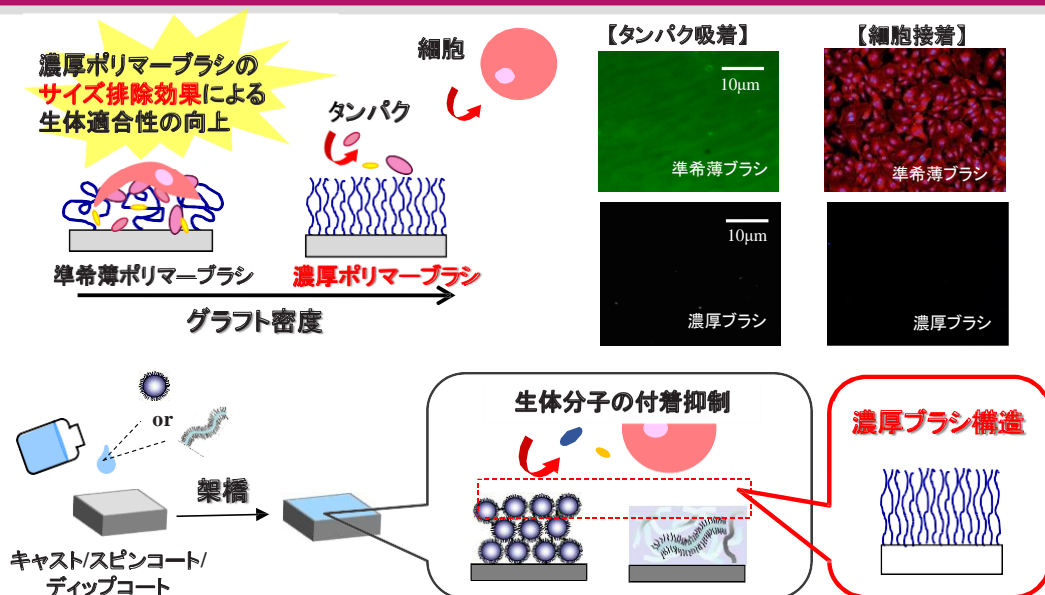 濃厚ポリマーブラシの
サイズ排除効果による
生体適合性の向上
細胞
タンパク
準希薄ポリマーブラシ
濃厚ポリマーブラシ
グラフト密度
【タンパク吸着】
10μm
準希薄ブラシ
10μm
濃厚ブラシ
【細胞接着】
準希薄ブラシ
濃厚ブラシ
or
架橋
キャスト/スピンコート/
ディップコート
生体分子の付着抑制
濃厚ブラシ構造